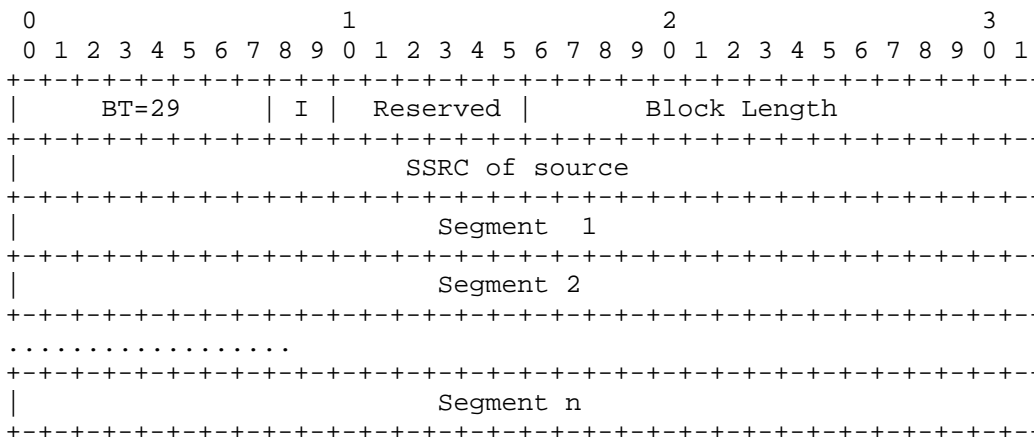 0                   1                   2                   3
 0 1 2 3 4 5 6 7 8 9 0 1 2 3 4 5 6 7 8 9 0 1 2 3 4 5 6 7 8 9 0 1
+-+-+-+-+-+-+-+-+-+-+-+-+-+-+-+-+-+-+-+-+-+-+-+-+-+-+-+-+-+-+-+-
|     BT=29     | I |  Reserved |       Block Length
+-+-+-+-+-+-+-+-+-+-+-+-+-+-+-+-+-+-+-+-+-+-+-+-+-+-+-+-+-+-+-+-
|                        SSRC of source
+-+-+-+-+-+-+-+-+-+-+-+-+-+-+-+-+-+-+-+-+-+-+-+-+-+-+-+-+-+-+-+-
|                          Segment  1
+-+-+-+-+-+-+-+-+-+-+-+-+-+-+-+-+-+-+-+-+-+-+-+-+-+-+-+-+-+-+-+-
|                          Segment 2
+-+-+-+-+-+-+-+-+-+-+-+-+-+-+-+-+-+-+-+-+-+-+-+-+-+-+-+-+-+-+-+-
..................
+-+-+-+-+-+-+-+-+-+-+-+-+-+-+-+-+-+-+-+-+-+-+-+-+-+-+-+-+-+-+-+-
|                          Segment n
+-+-+-+-+-+-+-+-+-+-+-+-+-+-+-+-+-+-+-+-+-+-+-+-+-+-+-+-+-+-+-+-